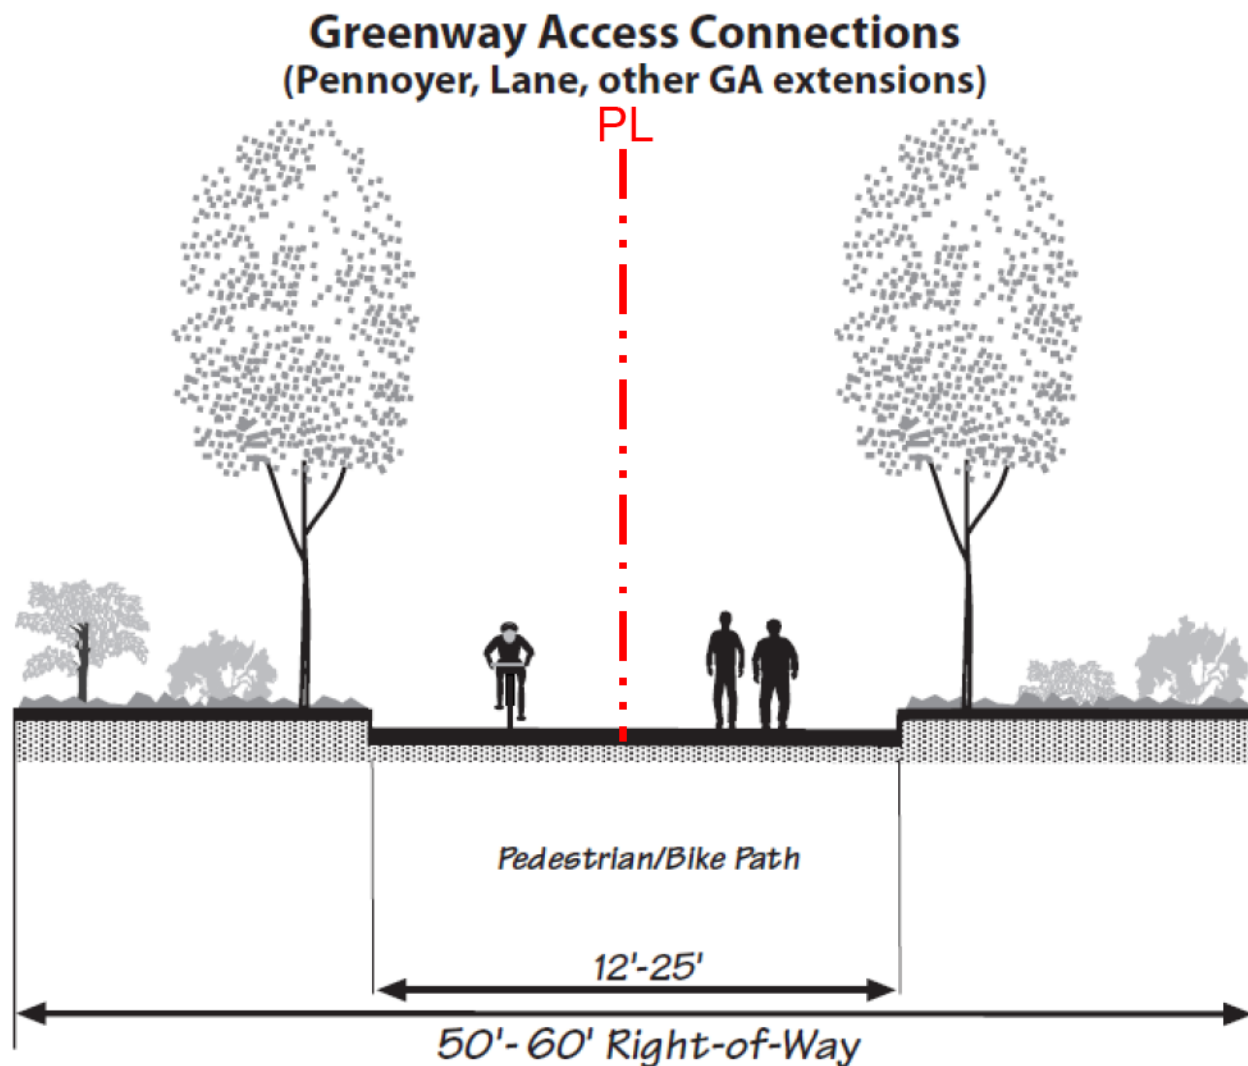 Greenway Access Connections
(Pennoyer, Lane, other GA extensions)
PL
Pedestrian/Bike Path
12'-25'
50'-60' Right-of-Way